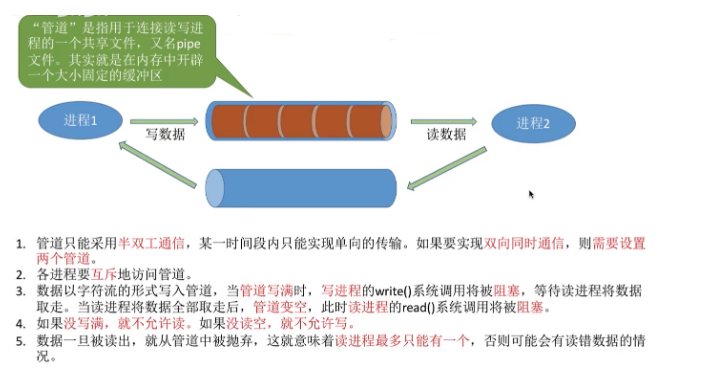 “管道”是指用于连接读写进
程的一个共享文件，又名pipe
文件。其实就是在内存中开辟
一个大小固定的缓冲区
进程1
写数据
读数据
进程2
1. 管道只能采用半双工通信，某一时间段内只能实现单向的传输。如果要实现双向同时通信，则需要设置
两个管道。
2. 各进程要互斥地访问管道。
3. 数据以字符流的形式写入管道，当管道写满时，写进程的write()系统调用将被阻塞，等待读进程将数据
取走。当读进程将数据全部取走后，管道变空，此时读进程的read()系统调用将被阻塞。
4. 如果没写满，就不允许读。如果没读空，就不允许写。
5. 数据一旦被读出，就从管道中被抛弃，这就意味着读进程最多只能有一个，否则可能会有读错数据的情
况。